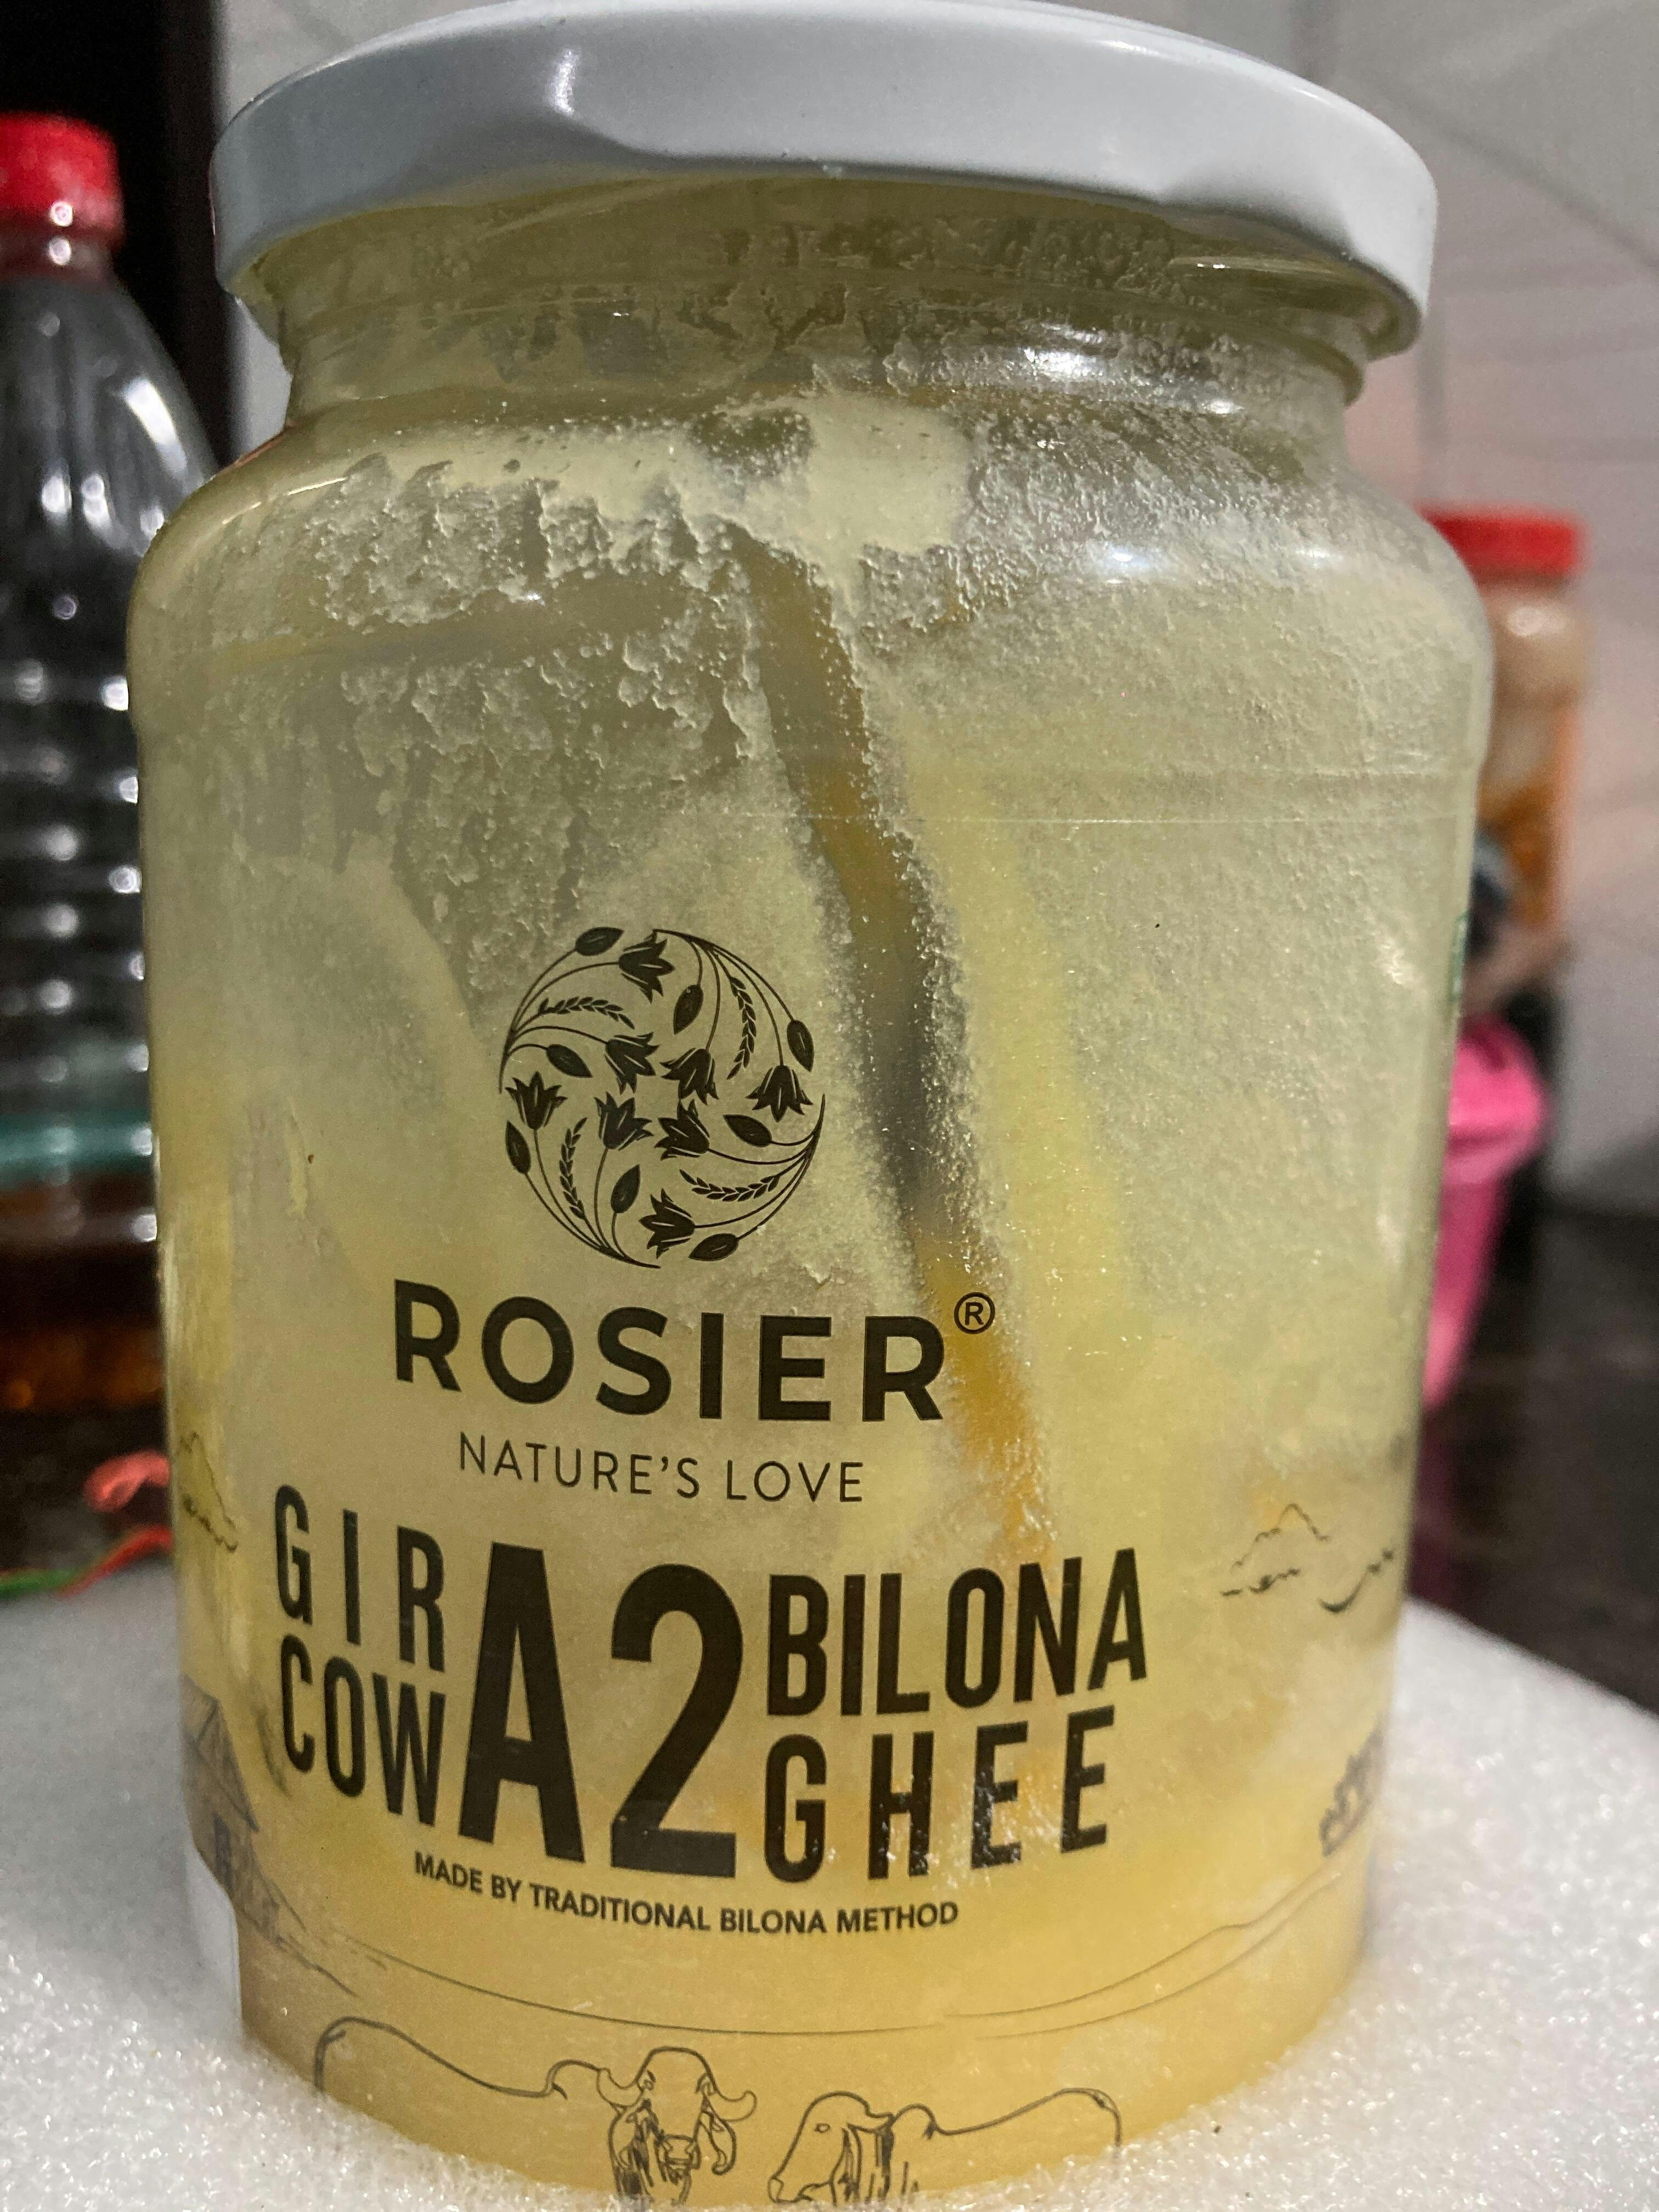 ROSIER®
NATURE'S LOVE
GIR COW A2 BILONA GHEE
MADE BY TRADITIONAL BILONA METHOD